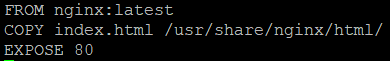 FROM nginx:latest
COPY index.html /usr/share/nginx/html/
EXPOSE 80